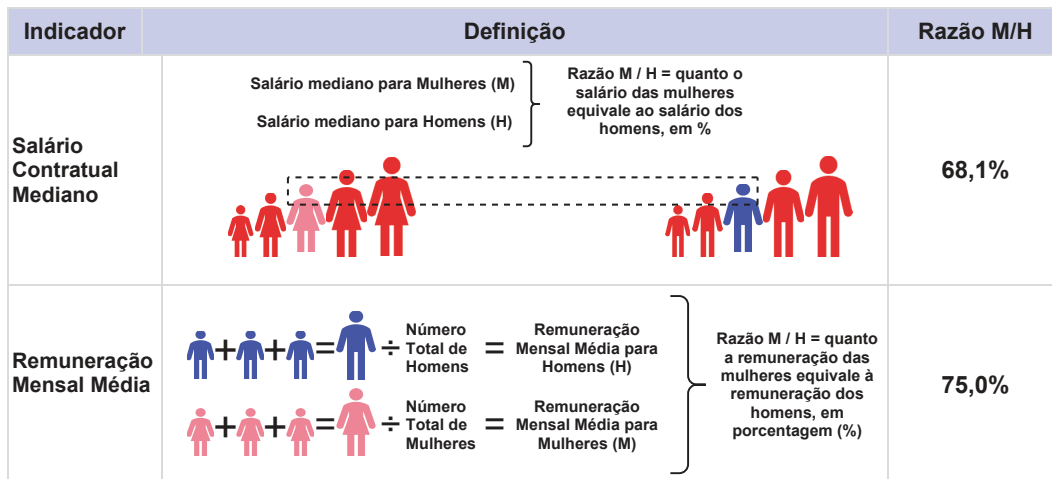 Indicador
Definição
Razão M/H
Salário
Contratual
Mediano
Salário mediano para Mulheres (M)
Salário mediano para Homens (H)
Razão M / H = quanto o
salário das mulheres
equivale ao salário dos
homens, em %
68,1%
Remuneração
Mensal Média
+ + = ÷
Número
Total de
Homens
=
Remuneração
Mensal Média para
Homens (H)
+ + = ÷
Número
Total de
Mulheres
=
Remuneração
Mensal Média para
Mulheres (M)
Razão M / H = quanto
a remuneração das
mulheres equivale à
remuneração dos
homens, em
porcentagem (%)
75,0%